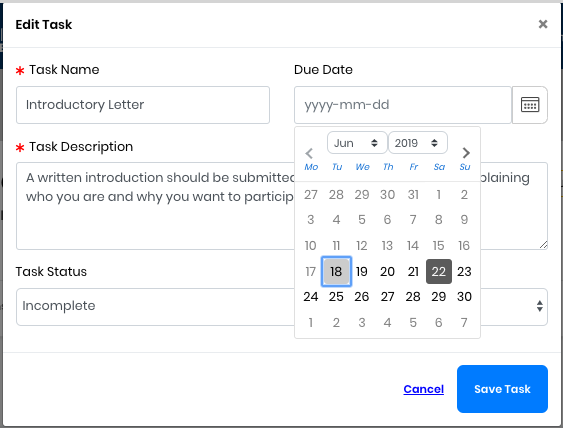 Edit Task ×
* Task Name
Due Date
Introductory Letter
yyyy-mm-dd
Jun 2019
* Task Description
Mo Tu We Th Fr Sa Su
A written introduction should be submitted
plaining
who you are and why you want to particip
27 28 29 30 31 1 2
3 4 5 6 7 8 9
10 11 12 13 14 15 16
17 18 19 20 21 22 23
24 25 26 27 28 29 30
1 2 3 4 5 6 7
Task Status
Incomplete
Cancel
Save Task